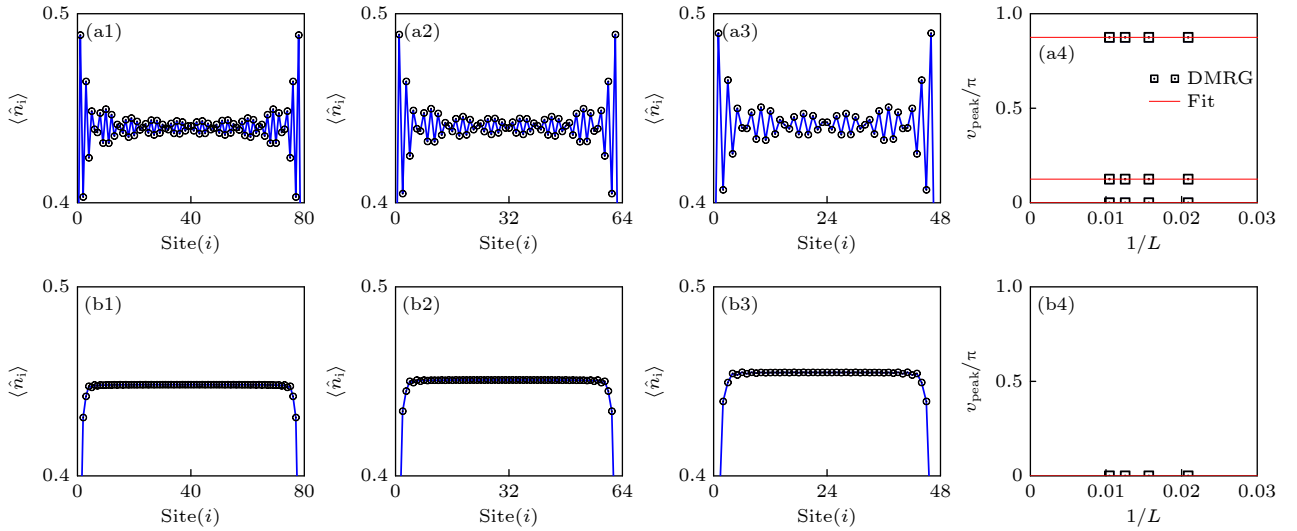 0.5
(a1)
⟨n̂i⟩
0.4
0
40
80
Site(i)
0.5
(a2)
⟨n̂i⟩
0.4
0
32
64
Site(i)
0.5
(a3)
⟨n̂i⟩
0.4
0
24
48
Site(i)
1.0
(a4)
DMRG
Fit
0.5
vpeak/π
0
0
0.01
0.02
0.03
1/L
0.5
(b1)
⟨n̂i⟩
0.4
0
40
80
Site(i)
0.5
(b2)
⟨n̂i⟩
0.4
0
32
64
Site(i)
0.5
(b3)
⟨n̂i⟩
0.4
0
24
48
Site(i)
1.0
(b4)
0.5
vpeak/π
0
0
0.01
0.02
0.03
1/L